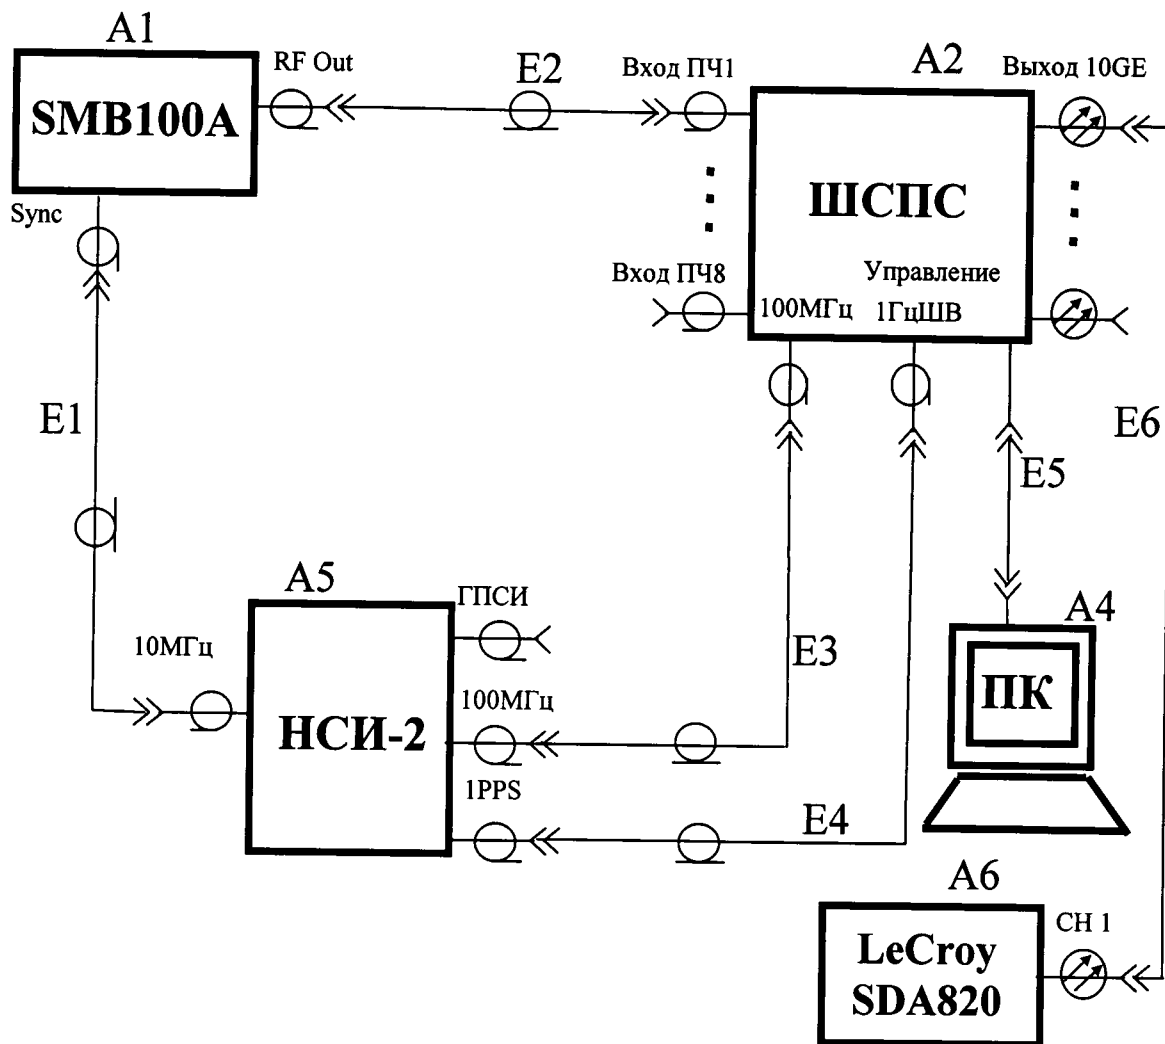 A1
SMB100A
RF Out
E2
Вход ПЧ1
A2
Выход 10GE
ШСПС
Sync
Вход ПЧ8
Управление
100МГц
1ГцШВ
E1
E6
E5
A5
ГПСИ
10МГц
100МГц
НСИ-2
1PPS
E3
E4
A4
ПК
A6
LeCroy
SDA820
CH 1